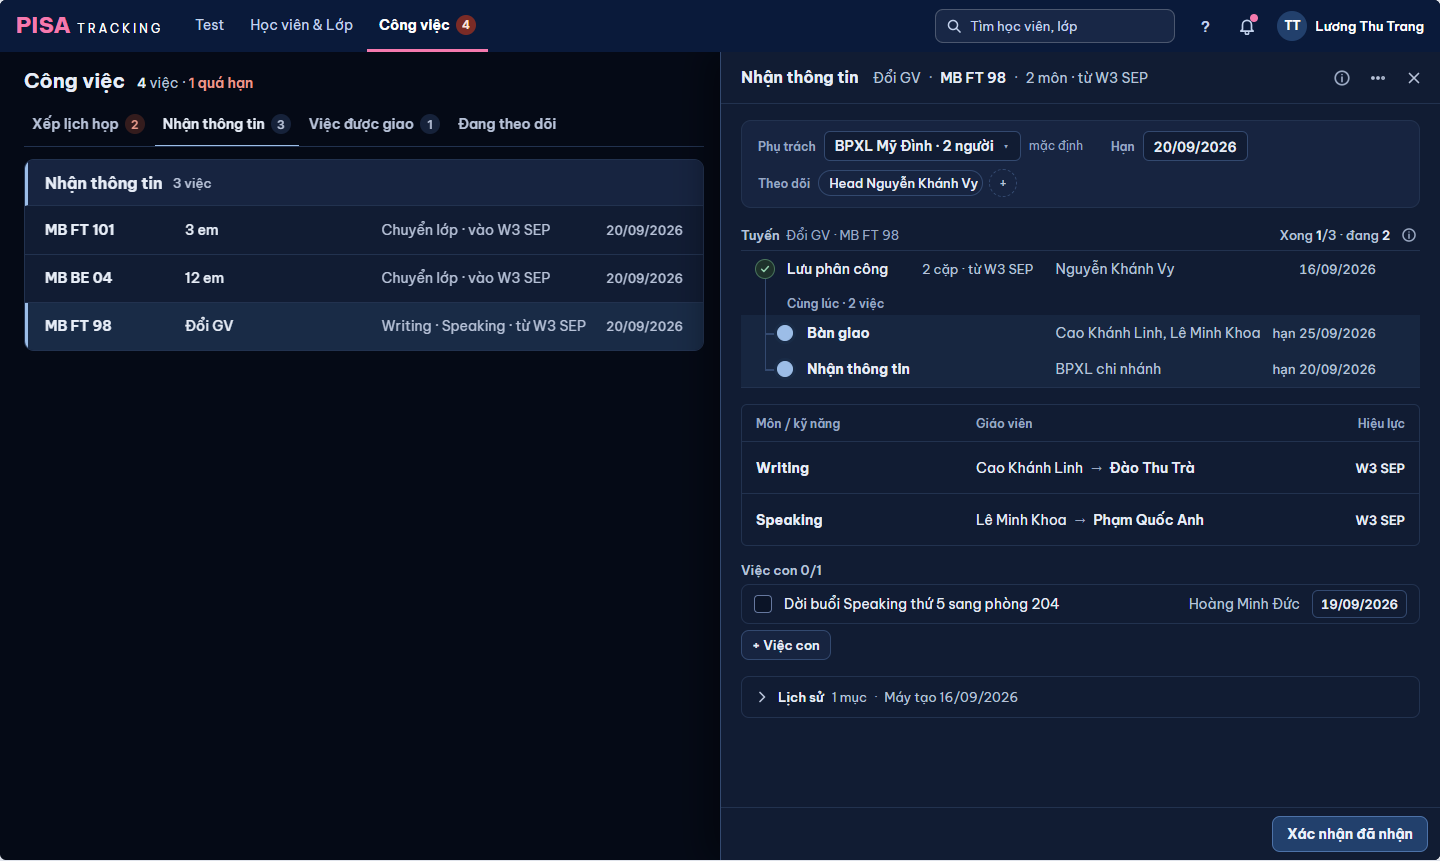 PISA TRACKING Test Học viên & Lớp Công việc 4 Tìm học viên, lớp ? TT Lương Thu Trang
Công việc 4 việc · 1 quá hạn
Xếp lịch họp 2 Nhận thông tin 3 Việc được giao 1 Đang theo dõi
Nhận thông tin 3 việc
MB FT 101 3 em Chuyển lớp · vào W3 SEP 20/09/2026
MB BE 04 12 em Chuyển lớp · vào W3 SEP 20/09/2026
MB FT 98 Đổi GV Writing · Speaking · từ W3 SEP 20/09/2026
Nhận thông tin Đổi GV · MB FT 98 · 2 môn · từ W3 SEP
Phụ trách BPXL Mỹ Đình · 2 người mặc định Hạn 20/09/2026
Theo dõi Head Nguyễn Khánh Vy +
Tuyến Đổi GV · MB FT 98 Xong 1/3 · đang 2
Lưu phân công 2 cặp · từ W3 SEP Nguyễn Khánh Vy 16/09/2026
Cùng lúc · 2 việc
Bàn giao Cao Khánh Linh, Lê Minh Khoa hạn 25/09/2026
Nhận thông tin BPXL chi nhánh hạn 20/09/2026
Môn / kỹ năng Giáo viên Hiệu lực
Writing Cao Khánh Linh → Đào Thu Trà W3 SEP
Speaking Lê Minh Khoa → Phạm Quốc Anh W3 SEP
Việc con 0/1
Dời buổi Speaking thứ 5 sang phòng 204 Hoàng Minh Đức 19/09/2026
+ Việc con
Lịch sử 1 mục · Máy tạo 16/09/2026
Xác nhận đã nhận